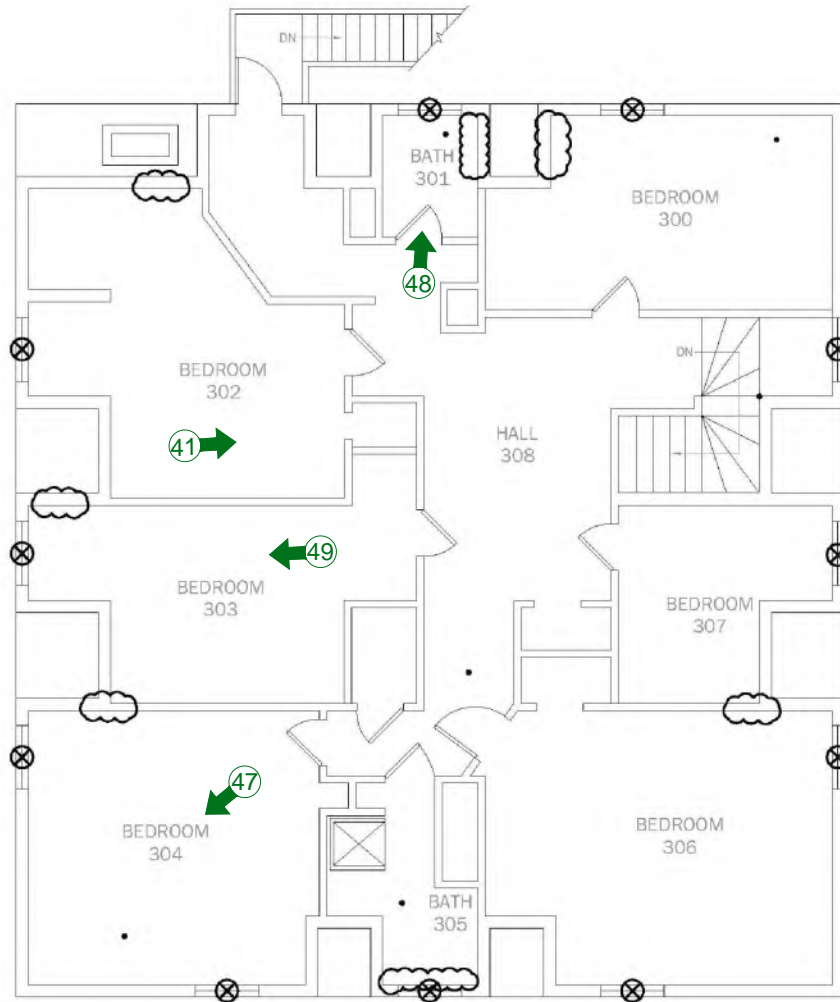 DN
BATH
301
BEDROOM
300
48
BEDROOM
302
DN
41
HALL
308
49
BEDROOM
303
BEDROOM
307
47
BEDROOM
304
BEDROOM
306
BATH
305